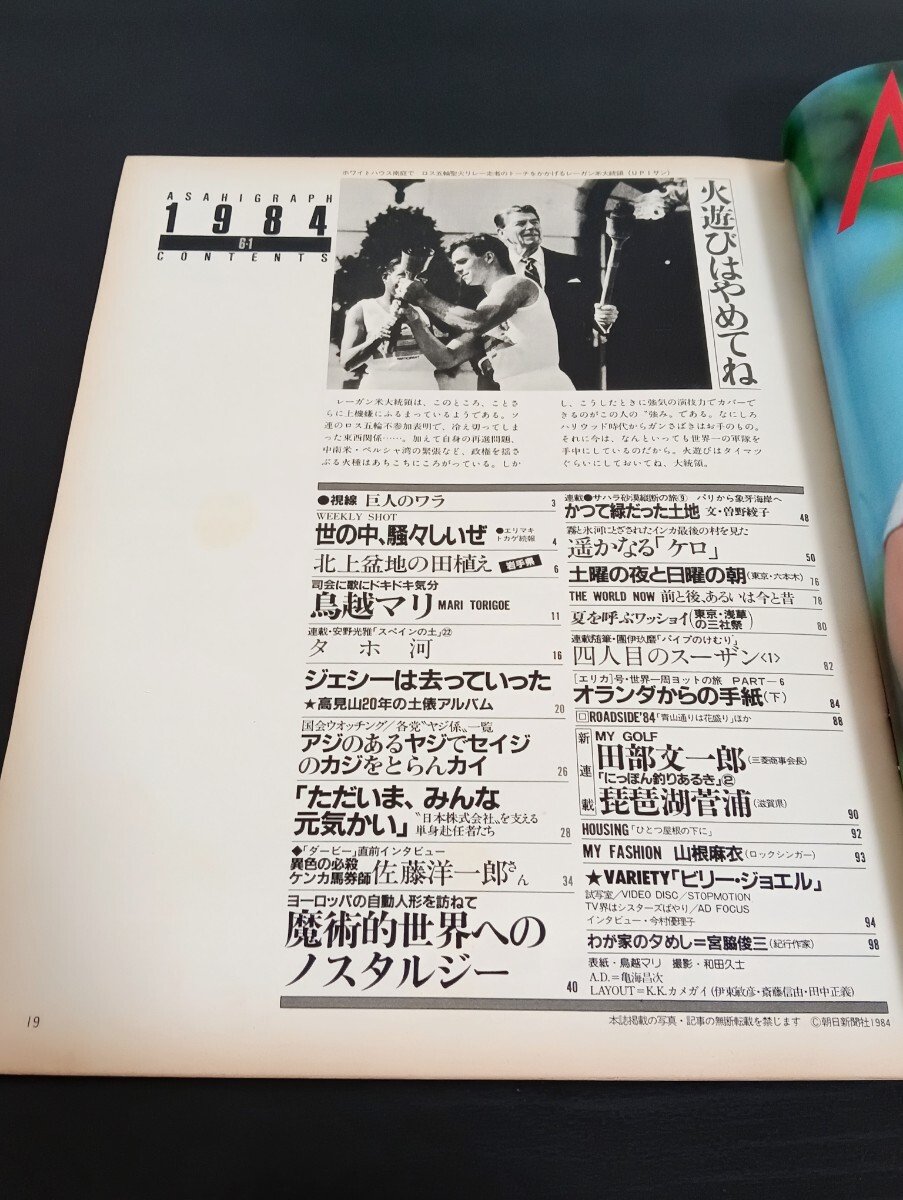 ASAHIGRAPH
1984
6-1
CONTENTS
ホワイトハウス南庭で ロス五輪聖火リレー走者のトーチをかかげるレーガン米大統領(UPIサン)
火遊びはやめてね
レーガン米大統領は、このところ、ことさ
らに上機嫌にふるまっているようである。ソ
連のロス五輪不参加表明で、冷え切ってしま
った東西関係……。加えて自身の再選問題、
中南米・ペルシャ湾の緊張など、政権を揺さ
ぶる火種はあちこちにころがっている。しか
し、こうしたときに強気の演技力でカバーで
きるのがこの人の〝強み〟である。なにしろ
ハリウッド時代からガンさばきはお手のもの。
それに今は、なんといっても世界一の軍隊を
手中にしているのだから。火遊びはタイマツ
ぐらいにしておいてね、大統領。
●視線 巨人のワラ 3
WEEKLY SHOT
世の中、騒々しいぜ ●エリマキトカゲ続報 4
北上盆地の田植え 岩手県 6
司会に歌にドキドキ気分
鳥越マリ MARI TORIGOE 11
連載・安野光雅「スペインの土」㉒
タホ河 16
ジェシーは去っていった
★高見山20年の土俵アルバム 20
国会ウオッチング/各党〝ヤジ係〟一覧
アジのあるヤジでセイジ
のカジをとらんカイ 26
「ただいま、みんな
元気かい」〝日本株式会社〟を支える
単身赴任者たち 28
◆「ダービー」直前インタビュー
異色の必殺
ケンカ馬券師 佐藤洋一郎さん 34
ヨーロッパの自動人形を訪ねて
魔術的世界への
ノスタルジー 40
連載●サハラ砂漠縦断の旅⑨ パリから象牙海岸へ
かつて緑だった土地 文・曽野綾子 48
霧と氷河にとざされたインカ最後の村を見た
遥かなる「ケロ」 50
土曜の夜と日曜の朝(東京・六本木) 76
THE WORLD NOW 前と後、あるいは今と昔 78
夏を呼ぶワッショイ(東京・浅草の三社祭) 80
連載随筆・團伊玖磨「パイプのけむり」
四人目のスーザン〈1〉 82
[エリカ]号・世界一周ヨットの旅 PART-6
オランダからの手紙(下) 84
ROADSIDE'84「青山通りは花盛り」ほか 88
新連載
MY GOLF
田部文一郎(三菱商事会長)
「にっぽん釣りあるき」②
琵琶湖菅浦(滋賀県) 90
HOUSING「ひとつ屋根の下に」 92
MY FASHION 山根麻衣(ロックシンガー) 93
★VARIETY「ビリー・ジョエル」
試写室/VIDEO DISC/STOPMOTION
TV界はシスターズばやり/AD FOCUS
インタビュー・今村優理子 94
わが家の夕めし=宮脇俊三(紀行作家) 98
表紙・鳥越マリ 撮影・和田久士
A.D.=亀海昌次
LAYOUT=K.K.カメガイ(伊東敏彦・斎藤信由・田中正義)
19
本誌掲載の写真・記事の無断転載を禁じます Ⓒ朝日新聞社1984
A